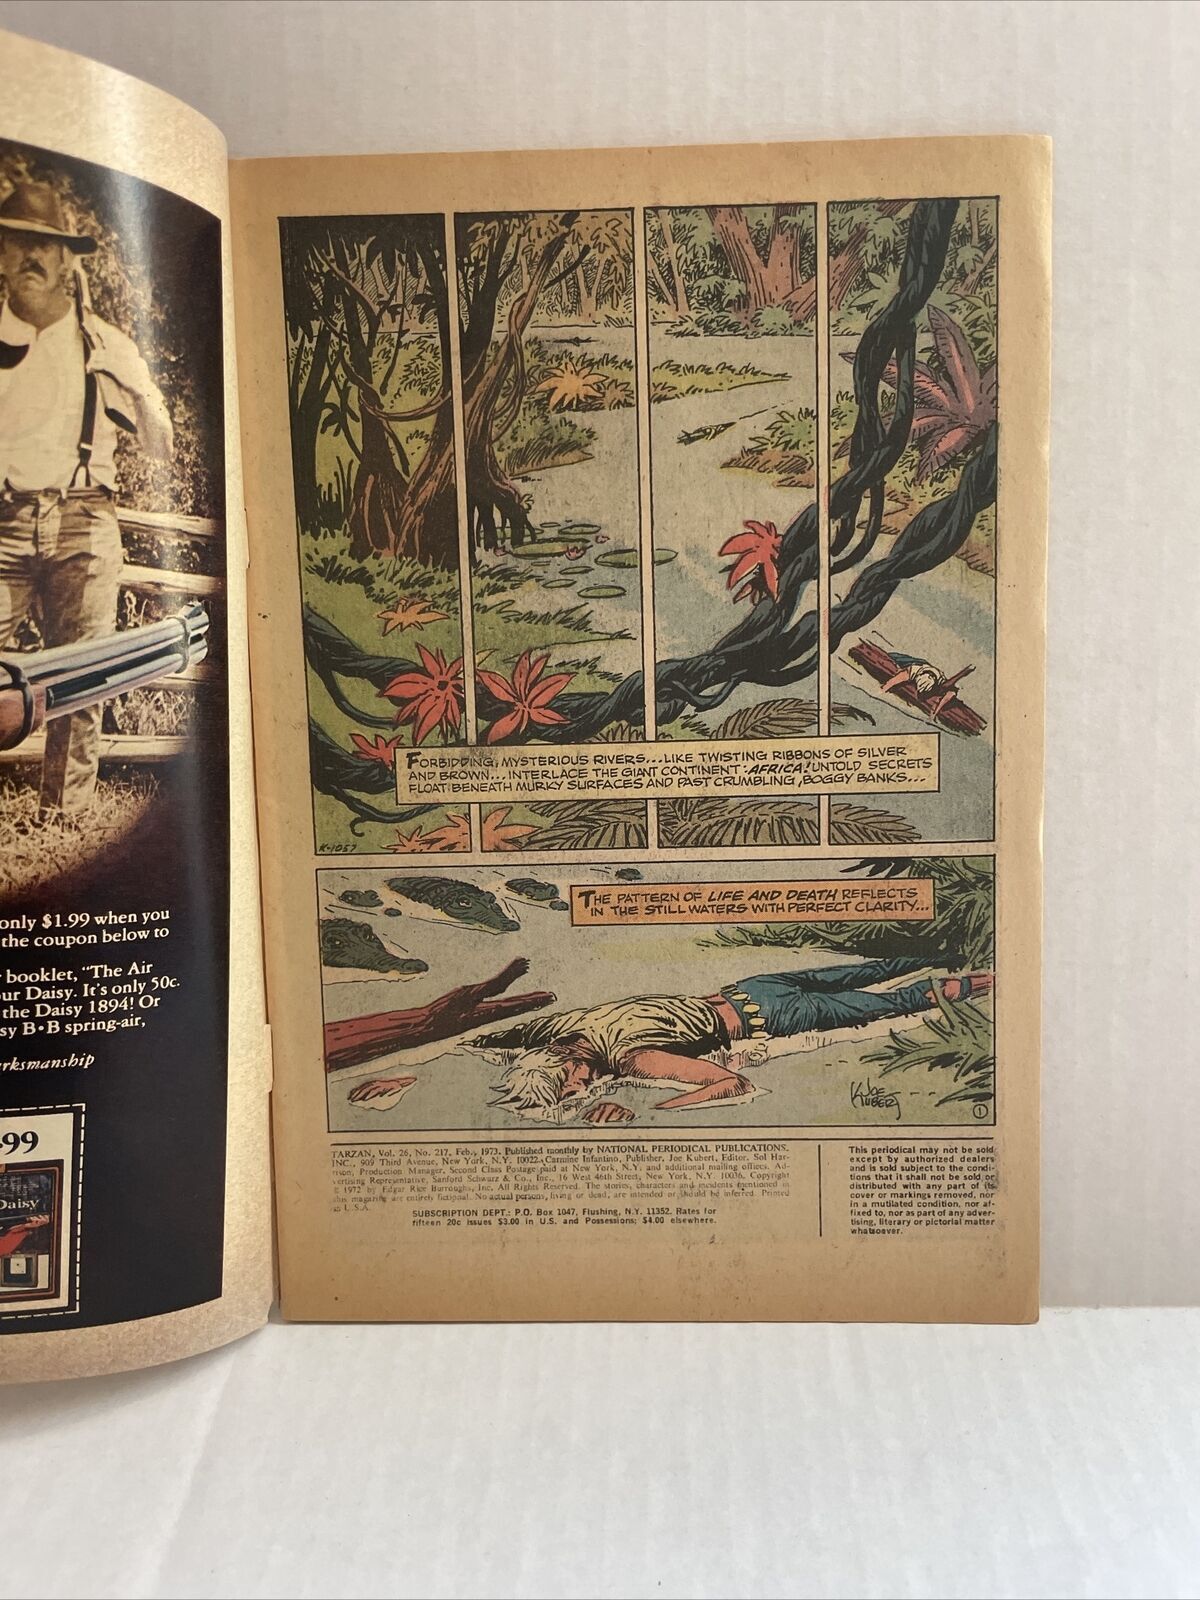 only $1.99 when you
the coupon below to
booklet, "The Air
ur Daisy. It's only 50c.
the Daisy 1894! Or
sy B•B spring-air,
rksmanship
99
Daisy
FORBIDDING, MYSTERIOUS RIVERS...LIKE TWISTING RIBBONS OF SILVER
AND BROWN...INTERLACE THE GIANT CONTINENT: AFRICA! UNTOLD SECRETS
FLOAT BENEATH MURKY SURFACES AND PAST CRUMBLING, BOGGY BANKS...
K-1057
THE PATTERN OF LIFE AND DEATH REFLECTS
IN THE STILL WATERS WITH PERFECT CLARITY...
JOE
KUBERT
1
TARZAN, Vol. 26, No. 217, Feb., 1973. Published monthly by NATIONAL PERIODICAL PUBLICATIONS,
INC., 909 Third Avenue, New York, N.Y. 10022. Carmine Infantino, Publisher, Joe Kubert, Editor, Sol Har-
rison, Production Manager. Second Class Postage paid at New York, N.Y. and additional mailing offices. Ad-
vertising Representative, Sanford Schwarz & Co., Inc., 16 West 46th Street, New York, N.Y. 10036. Copyright
© 1972 by Edgar Rice Burroughs, Inc. All Rights Reserved. The stories, characters and incidents mentioned in
this magazine are entirely fictional. No actual persons, living or dead, are intended or should be inferred. Printed
in U.S.A.
SUBSCRIPTION DEPT.: P.O. Box 1047, Flushing, N.Y. 11352. Rates for
fifteen 20c issues $3.00 in U.S. and Possessions; $4.00 elsewhere.
This periodical may not be sold
except by authorized dealers
and is sold subject to the condi-
tions that it shall not be sold or
distributed with any part of its
cover or markings removed, nor
in a mutilated condition, nor af-
fixed to, nor as part of any adver-
tising, literary or pictorial matter
whatsoever.